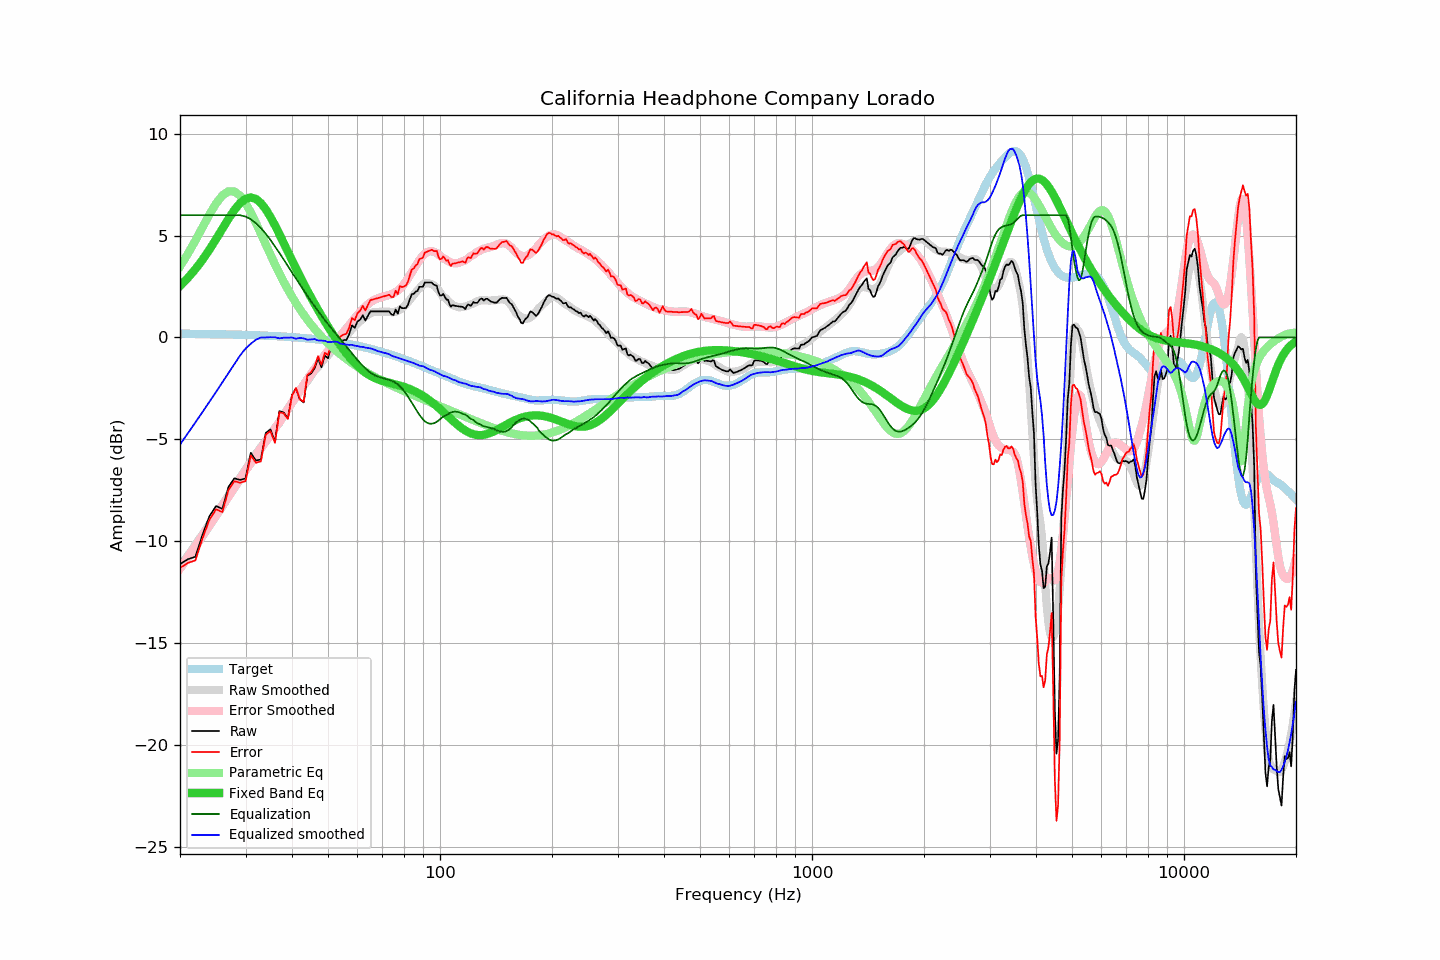 California Headphone Company Lorado
10
5
0
−5
−10
−15
−20
−25
Amplitude (dBr)
Target
Raw Smoothed
Error Smoothed
Raw
Error
Parametric Eq
Fixed Band Eq
Equalization
Equalized smoothed
100
1000
10000
Frequency (Hz)